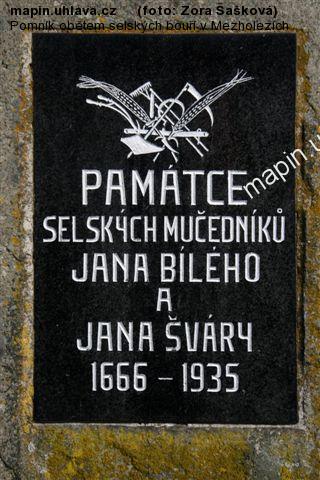 mapin.uhlava.cz (foto: Zora Sašková)
Pomník obětem selských bouří v Mezholezích
PAMÁTCE
SELSKÝCH MUČEDNÍKŮ
JANA BÍLÉHO
A
JANA ŠVÁRY
1666 – 1935
mapin.u